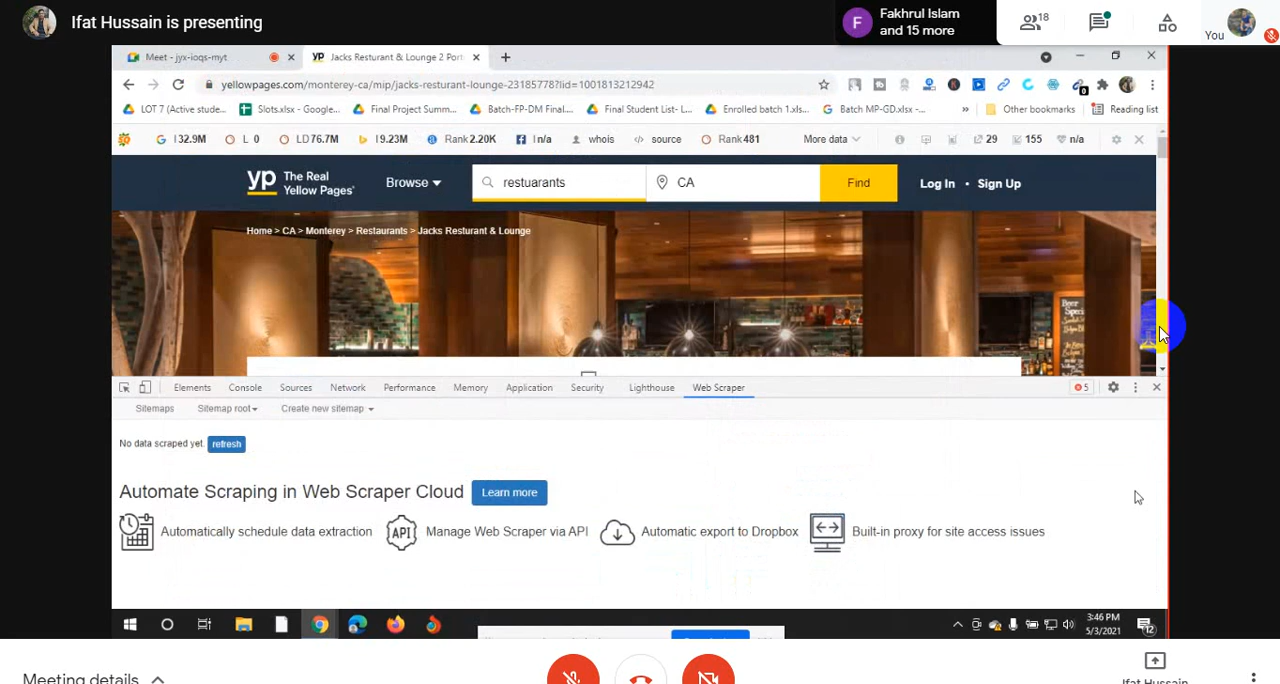 Ifat Hussain is presenting
Fakhrul Islam
and 15 more
F
18
You
Meet - jyx-ioqs-myt
Jacks Resturant & Lounge 2 Port
yellowpages.com/monterey-ca/mip/jacks-resturant-lounge-23185778?lid=1001813212942
LOT 7 (Active stude...
Slots.xlsx - Google...
Final Project Summ...
Batch-FP-DM Final...
Final Student List- L...
Enrolled batch 1.xls...
Batch MP-GD.xlsx -...
»
Other bookmarks
Reading list
I 32.9M
L 0
LD 76.7M
I 9.23M
Rank 2.20K
I n/a
whois
source
Rank 481
More data
29
155
n/a
yp The Real
Yellow Pages
Browse
restuarants
CA
Find
Log In · Sign Up
Home > CA > Monterey > Restaurants > Jacks Resturant & Lounge
Beer
Elements
Console
Sources
Network
Performance
Memory
Application
Security
Lighthouse
Web Scraper
5
Sitemaps
Sitemap root
Create new sitemap
No data scraped yet. refresh
Automate Scraping in Web Scraper Cloud Learn more
Automatically schedule data extraction
API
Manage Web Scraper via API
Automatic export to Dropbox
Built-in proxy for site access issues
3:46 PM
5/3/2021
12
Meeting details
Ifat Hussain